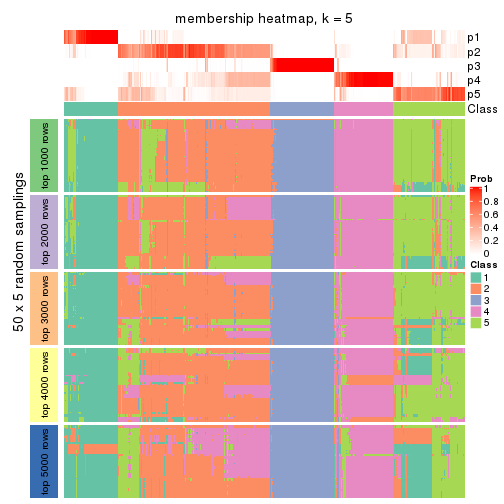 membership heatmap, k = 5
p1
p2
p3
p4
p5
Class
50 x 5 random samplings
top 1000 rows
top 2000 rows
top 3000 rows
top 4000 rows
top 5000 rows
Prob
1
0.8
0.6
0.4
0.2
0
Class
1
2
3
4
5